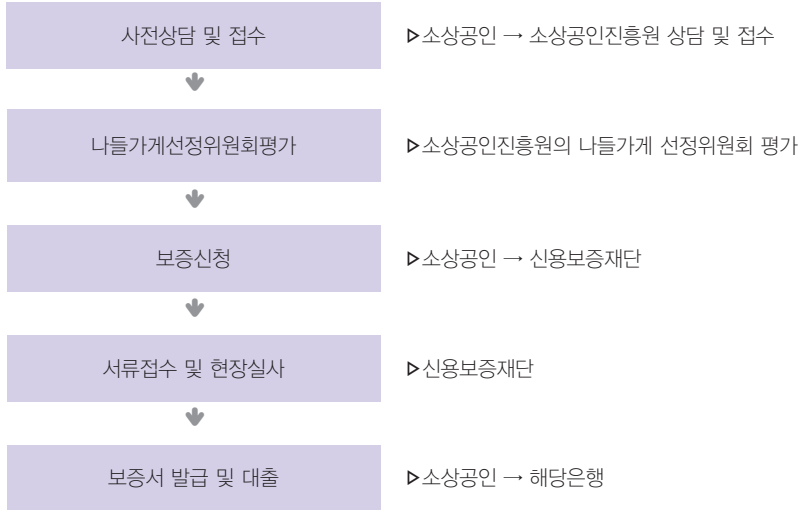 사전상담 및 접수 ▷소상공인 → 소상공인진흥원 상담 및 접수
나들가게선정위원회평가 ▷소상공인진흥원의 나들가게 선정위원회 평가
보증신청 ▷소상공인 → 신용보증재단
서류접수 및 현장실사 ▷신용보증재단
보증서 발급 및 대출 ▷소상공인 → 해당은행